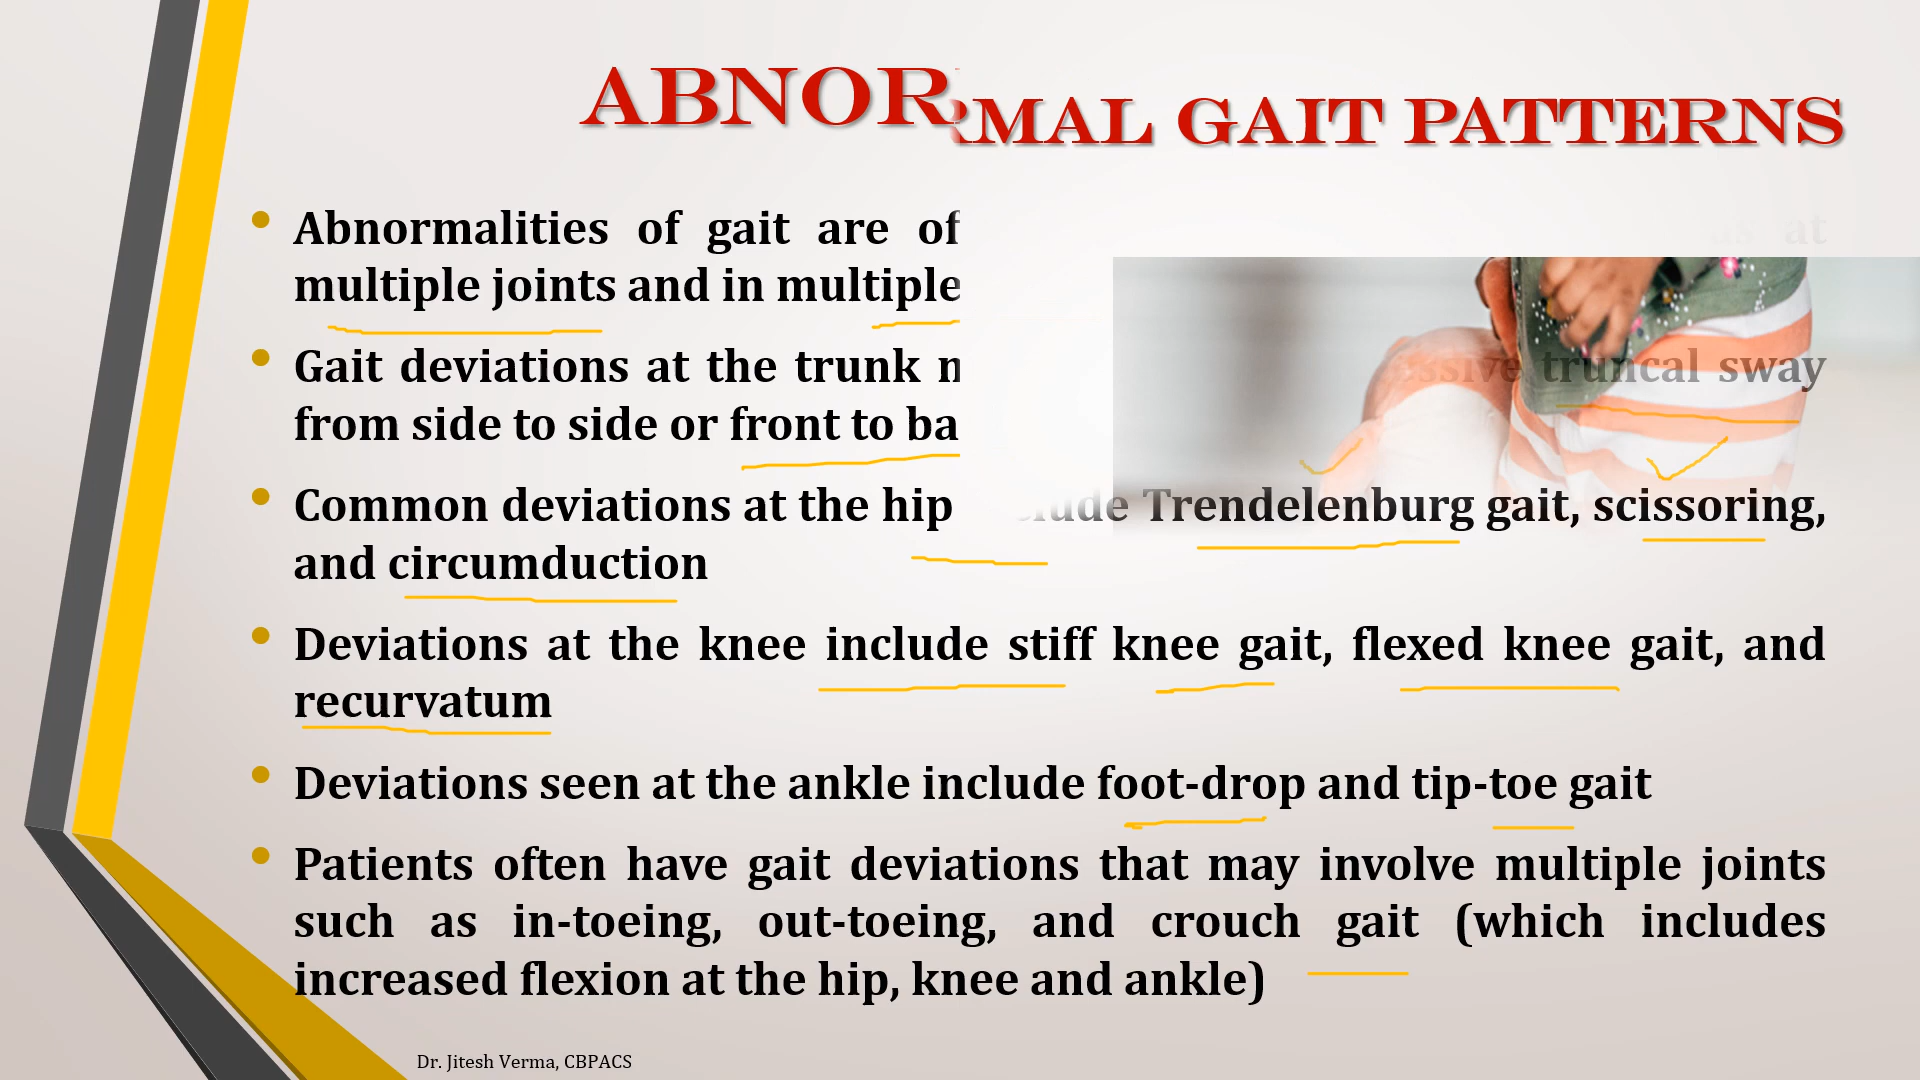 ABNORMAL GAIT PATTERNS
Abnormalities of gait are of at
multiple joints and in multiple
Gait deviations at the trunk truncal sway
from side to side or front to
Common deviations at the hip Trendelenburg gait, scissoring,
and circumduction
Deviations at the knee include stiff knee gait, flexed knee gait, and
recurvatum
Deviations seen at the ankle include foot-drop and tip-toe gait
Patients often have gait deviations that may involve multiple joints
such as in-toeing, out-toeing, and crouch gait (which includes
increased flexion at the hip, knee and ankle)
Dr. Jitesh Verma, CBPACS